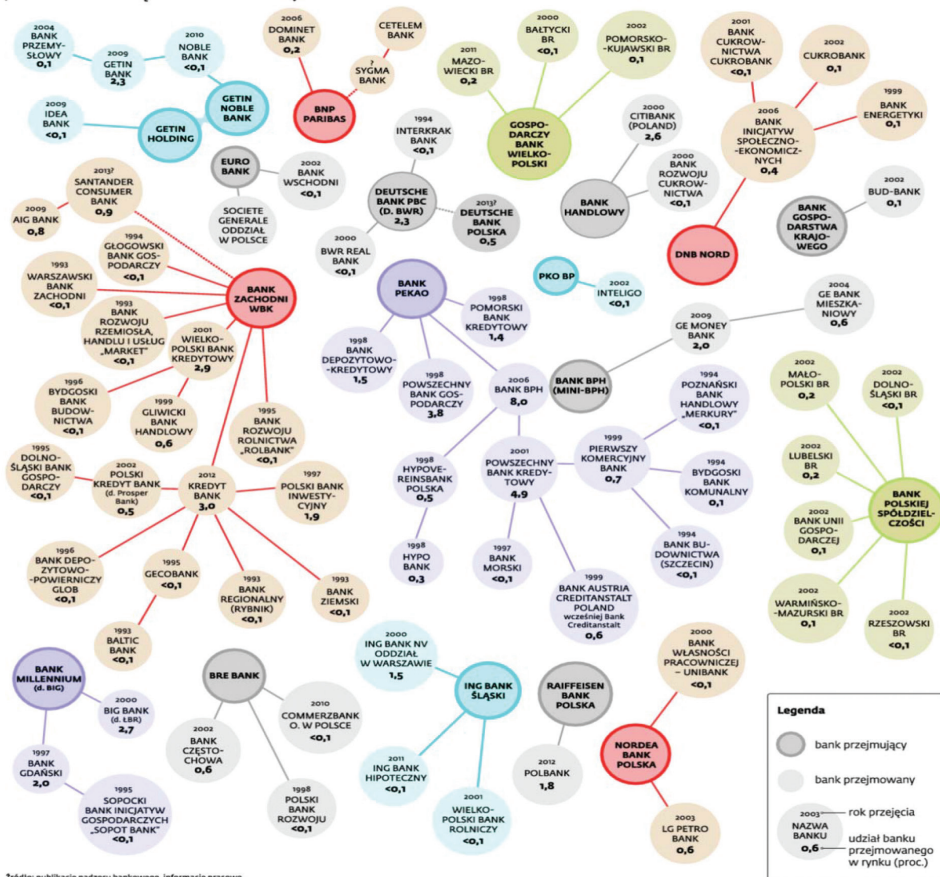 2004
BANK
PRZEMY-
SŁOWY
0,1
2009
GETIN
BANK
2,3
2010
NOBLE
BANK
<0,1
2009
IDEA
BANK
<0,1
GETIN
HOLDING
GETIN
NOBLE
BANK
2006
DOMINET
BANK
0,2
CETELEM
BANK
?
SYGMA
BANK
BNP
PARIBAS
2011
MAZO-
WIECKI BR
0,2
2000
BAŁTYCKI
BR
<0,1
2002
POMORSKO-
-KUJAWSKI BR
0,1
GOSPO-
DARCZY
BANK
WIELKO-
POLSKI
2001
BANK
CUKROW-
NICTWA
CUKROBANK
<0,1
2002
CUKROBANK
0,1
1999
BANK
ENERGETYKI
0,1
2006
BANK
INICJATYW
SPOŁECZNO-
-EKONOMICZ-
NYCH
0,4
DNB NORD
EURO
BANK
2002
BANK
WSCHODNI
<0,1
SOCIETE
GENERALE
ODDZIAŁ
W POLSCE
1994
INTERKRAK
BANK
<0,1
DEUTSCHE
BANK PBC
(D. BWR)
2,3
2013?
DEUTSCHE
BANK
POLSKA
0,5
2000
BWR REAL
BANK
<0,1
2000
CITIBANK
(POLAND)
2,6
2000
BANK
ROZWOJU
CUKROW-
NICTWA
<0,1
BANK
HANDLOWY
2002
BUD-BANK
0,1
BANK
GOSPO-
DARSTWA
KRAJO-
WEGO
2013?
SANTANDER
CONSUMER
BANK
0,9
2009
AIG BANK
0,8
1994
GŁOGOWSKI
BANK GOS-
PODARCZY
<0,1
1993
WARSZAWSKI
BANK
ZACHODNI
<0,1
1993
BANK
ROZWOJU
RZEMIOSŁA,
HANDLU I USŁUG
„MARKET”
<0,1
2001
WIELKO-
POLSKI BANK
KREDYTOWY
2,9
BANK
ZACHODNI
WBK
1996
BYDGOSKI
BANK
BUDOW-
NICTWA
<0,1
1999
GLIWICKI
BANK
HANDLOWY
0,6
1995
BANK
ROZWOJU
ROLNICTWA
„ROLBANK”
<0,1
1995
DOLNO-
ŚLĄSKI BANK
GOSPO-
DARCZY
<0,1
2002
POLSKI
KREDYT BANK
(d. Prosper
Bank)
0,5
2012
KREDYT
BANK
3,0
1997
POLSKI BANK
INWESTY-
CYJNY
1,9
1996
BANK DEPO-
ZYTOWO-
-POWIERNICZY
GLOB
<0,1
1995
GECOBANK
<0,1
1993
BANK
REGIONALNY
(RYBNIK)
<0,1
1993
BANK
ZIEMSKI
<0,1
1993
BALTIC
BANK
<0,1
BANK
PEKAO
1998
POMORSKI
BANK
KREDYTOWY
1,4
1998
BANK
DEPOZYTOWO-
-KREDYTOWY
1,5
1998
POWSZECHNY
BANK GOS-
PODARCZY
3,8
2006
BANK BPH
8,0
1999
HYPOVE-
REINSBANK
POLSKA
0,5
1998
HYPO
BANK
0,3
2001
POWSZECHNY
BANK KREDY-
TOWY
4,9
1997
BANK
MORSKI
<0,1
1999
BANK AUSTRIA
CREDITANSTALT
POLAND
wcześniej Bank
Creditanstalt
0,6
1999
PIERWSZY
KOMERCYJNY
BANK
0,7
1994
POZNAŃSKI
BANK
HANDLOWY
„MERKURY”
<0,1
1994
BYDGOSKI
BANK
KOMUNALNY
0,1
1994
BANK BU-
DOWNICTWA
(SZCZECIN)
<0,1
PKO BP
2002
INTELIGO
<0,1
BANK BPH
(MINI-BPH)
2009
GE MONEY
BANK
2,0
2004
GE BANK
MIESZKA-
NIOWY
0,6
2002
MAŁO-
POLSKI BR
0,2
2002
DOLNO-
ŚLĄSKI BR
<0,1
2002
LUBELSKI
BR
0,2
2002
BANK UNII
GOSPO-
DARCZEJ
0,1
2002
WARMIŃSKO-
-MAZURSKI BR
0,1
2002
RZESZOWSKI
BR
<0,1
BANK
POLSKIEJ
SPÓŁDZIEL-
CZOŚCI
BANK
MILLENNIUM
(d. BIG)
2000
BIG BANK
(d. ŁBR)
2,7
1997
BANK
GDAŃSKI
2,0
1995
SOPOCKI
BANK INICJATYW
GOSPODARCZYCH
„SOPOT BANK”
<0,1
BRE BANK
2002
BANK
CZĘSTO-
CHOWA
0,6
2010
COMMERZBANK
O. W POLSCE
<0,1
1998
POLSKI
BANK
ROZWOJU
<0,1
2000
ING BANK NV
ODDZIAŁ
W WARSZAWIE
1,5
ING BANK
ŚLĄSKI
2011
ING BANK
HIPOTECZNY
<0,1
2001
WIELKO-
POLSKI BANK
ROLNICZY
<0,1
RAIFFEISEN
BANK
POLSKA
2012
POLBANK
1,8
2000
BANK
WŁASNOŚCI
PRACOWNICZEJ
– UNIBANK
<0,1
NORDEA
BANK
POLSKA
2003
LG PETRO
BANK
0,6
Legenda
bank przejmujący
bank przejmowany
2003
NAZWA
BANKU
0,6
rok przejęcia
udział banku
przejmowanego
w rynku (proc.)